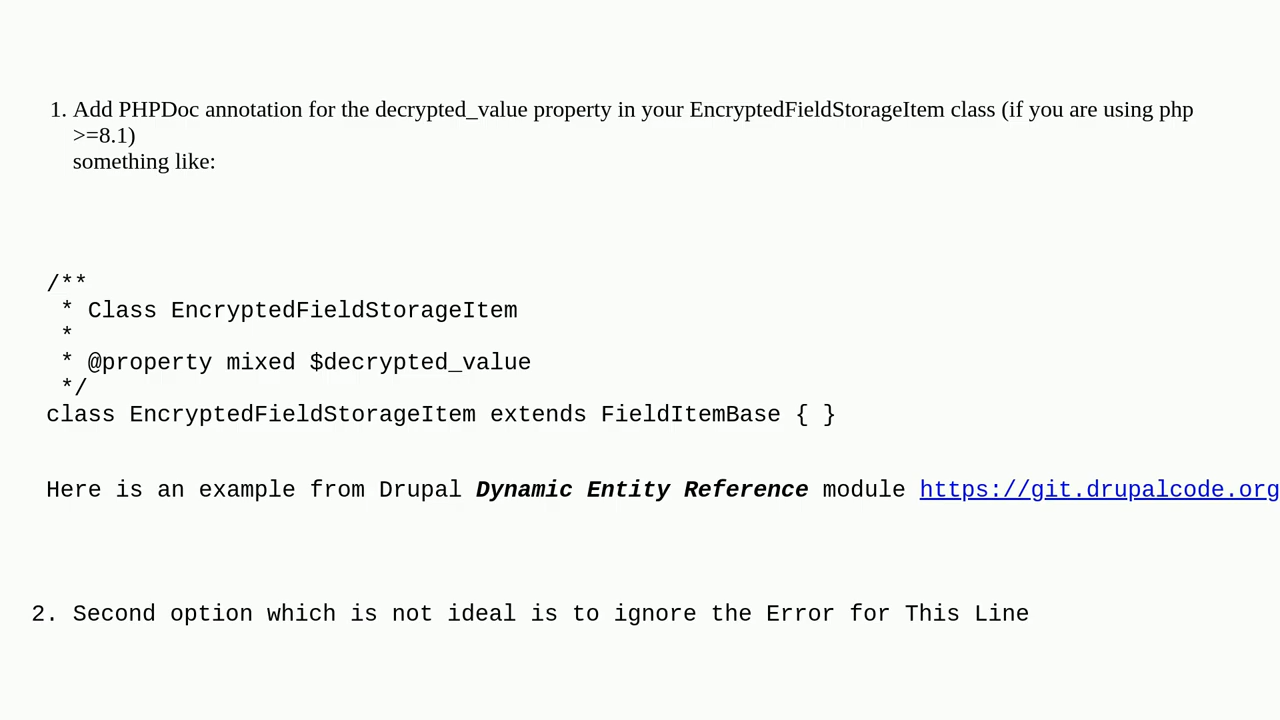 1. Add PHPDoc annotation for the decrypted_value property in your EncryptedFieldStorageItem class (if you are using php
>=8.1)
something like:
/**
 * Class EncryptedFieldStorageItem
 *
 * @property mixed $decrypted_value
 */
class EncryptedFieldStorageItem extends FieldItemBase { }
Here is an example from Drupal Dynamic Entity Reference module https://git.drupalcode.org
2. Second option which is not ideal is to ignore the Error for This Line